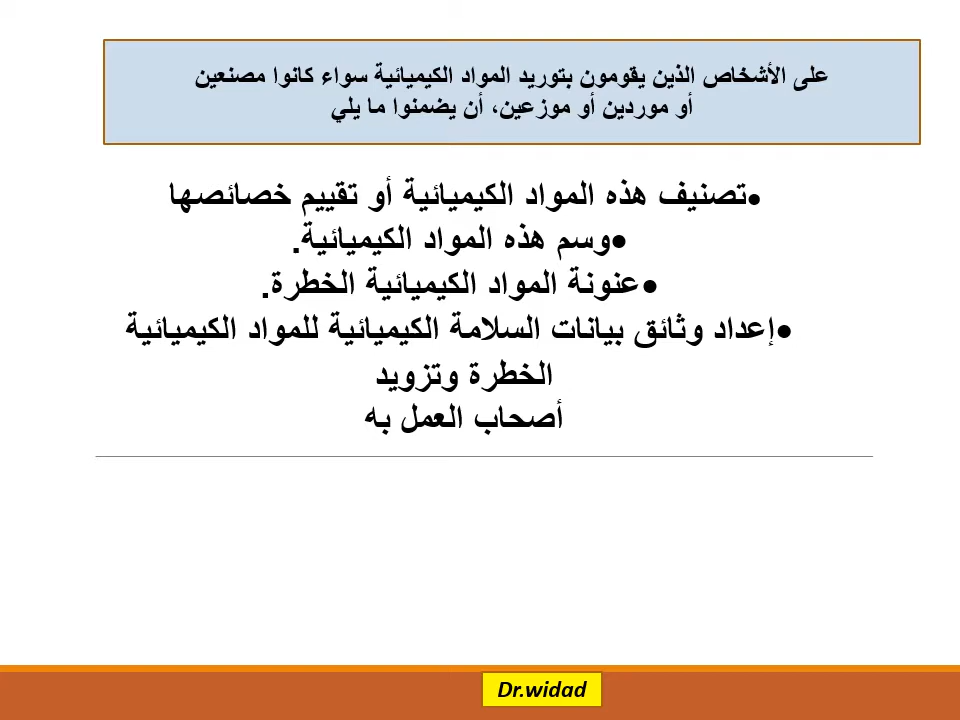 على الأشخاص الذين يقومون بتوريد المواد الكيميائية سواء كانوا مصنعين
أو موردين أو موزعين، أن يضمنوا ما يلي
•تصنيف هذه المواد الكيميائية أو تقييم خصائصها
•وسم هذه المواد الكيميائية.
•عنونة المواد الكيميائية الخطرة.
•إعداد وثائق بيانات السلامة الكيميائية للمواد الكيميائية
الخطرة وتزويد
أصحاب العمل به
Dr.widad